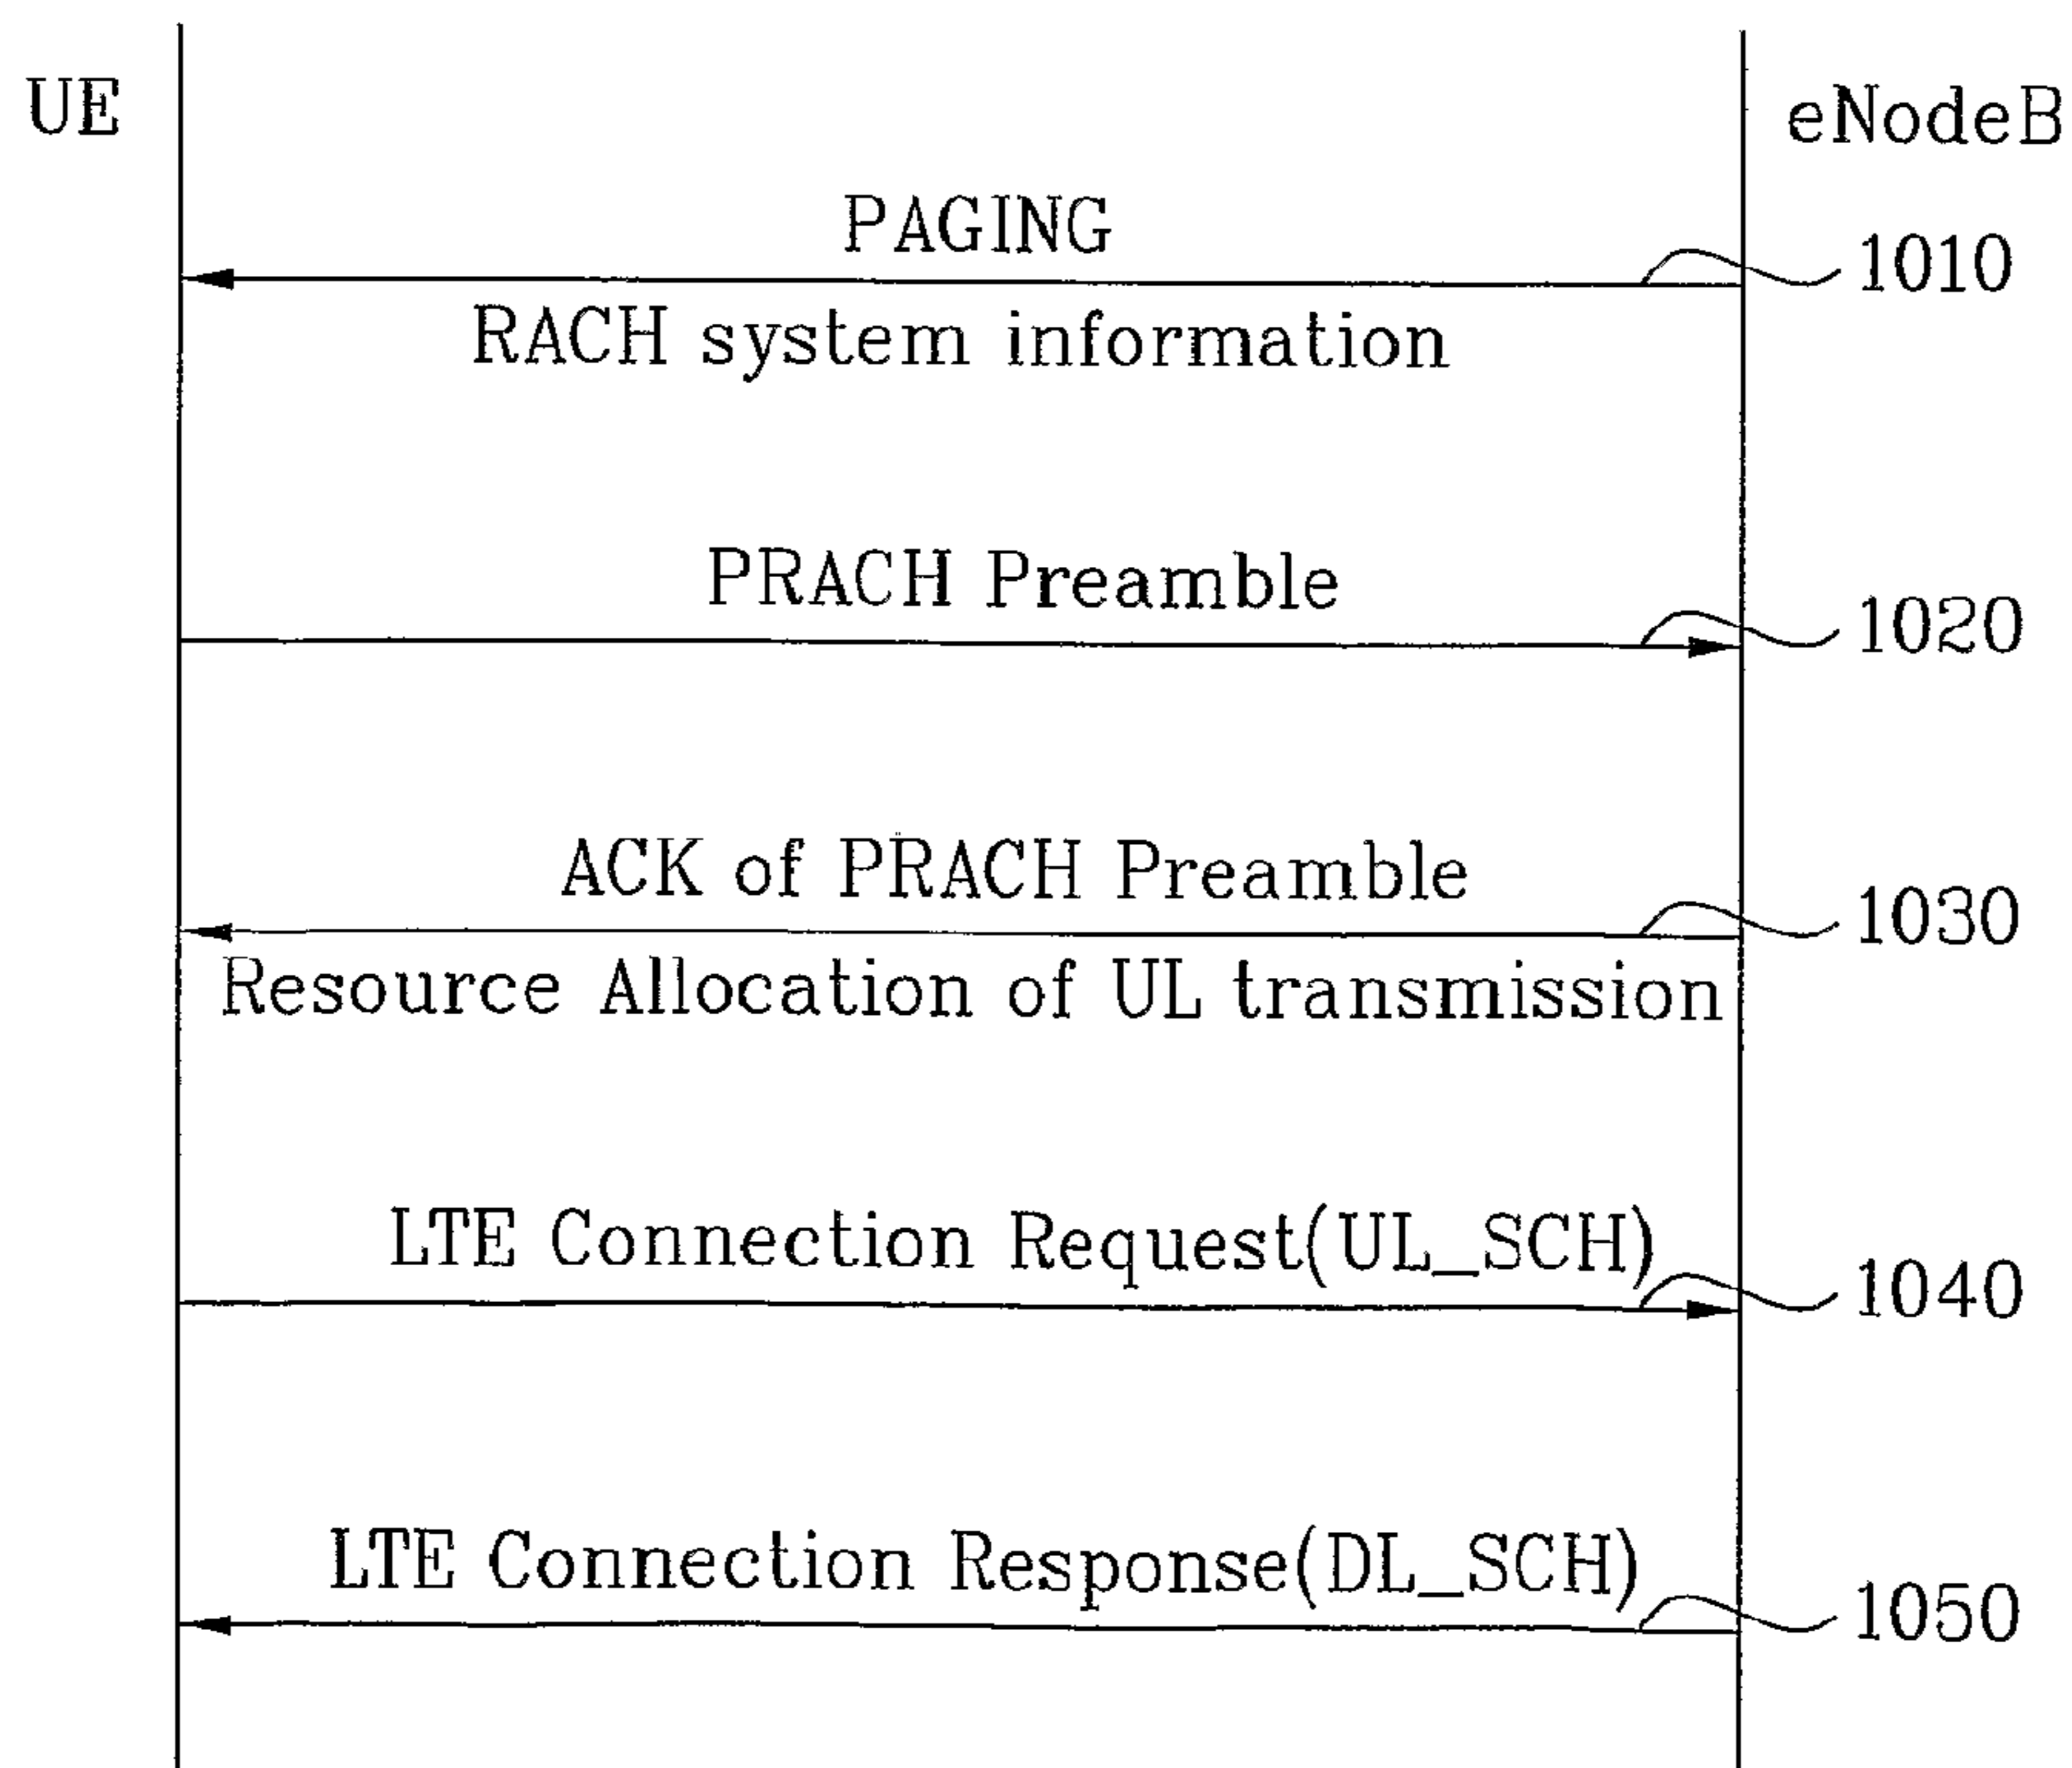 UE
eNodeB
PAGING
1010
RACH system information
PRACH Preamble
1020
ACK of PRACH Preamble
1030
Resource Allocation of UL transmission
LTE Connection Request(UL_SCH)
1040
LTE Connection Response(DL_SCH)
1050